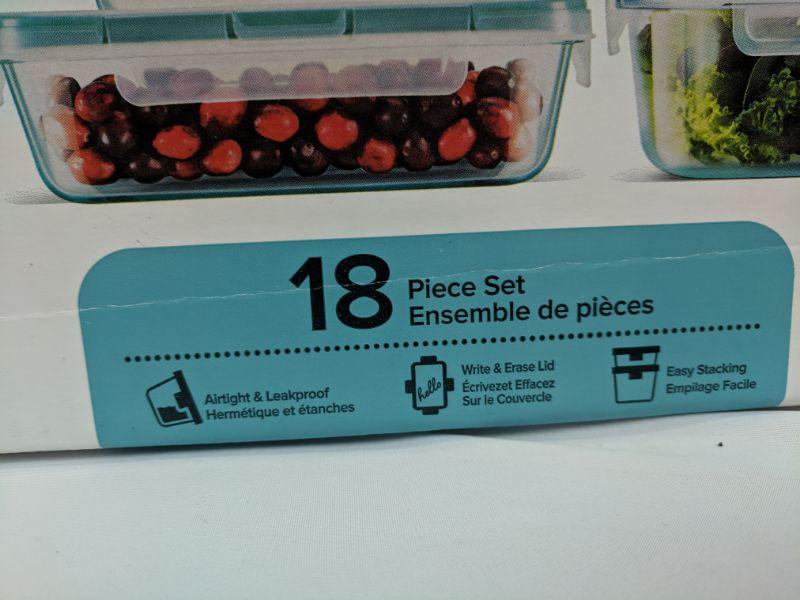 18
Piece Set
Ensemble de pièces
Airtight & Leakproof
Hermétique et étanches
hello
Write & Erase Lid
Écrivezet Effacez
Sur le Couvercle
Easy Stacking
Empilage Facile